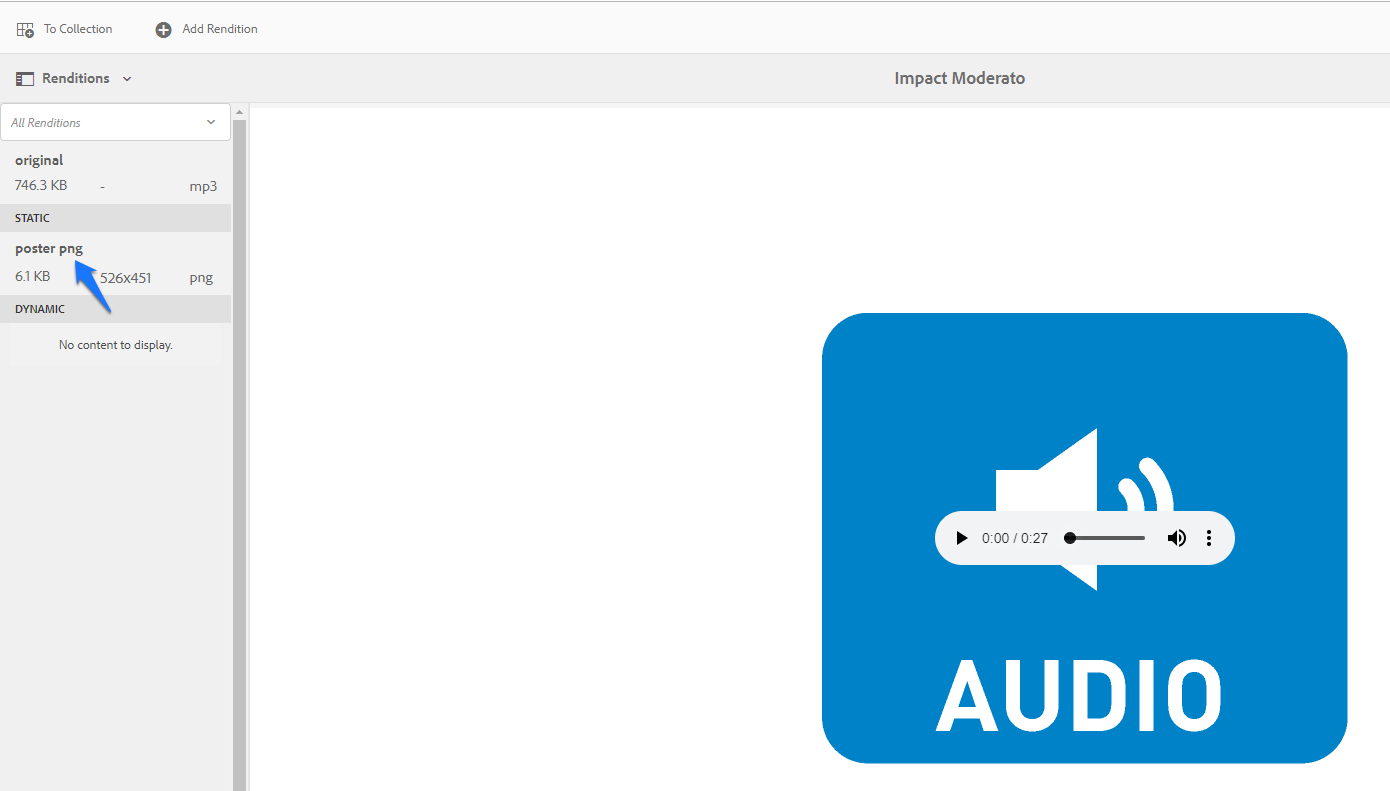 To Collection Add Rendition
Renditions Impact Moderato
All Renditions
original
746.3 KB - mp3
STATIC
poster png
6.1 KB 526x451 png
DYNAMIC
No content to display.
0:00 / 0:27
AUDIO